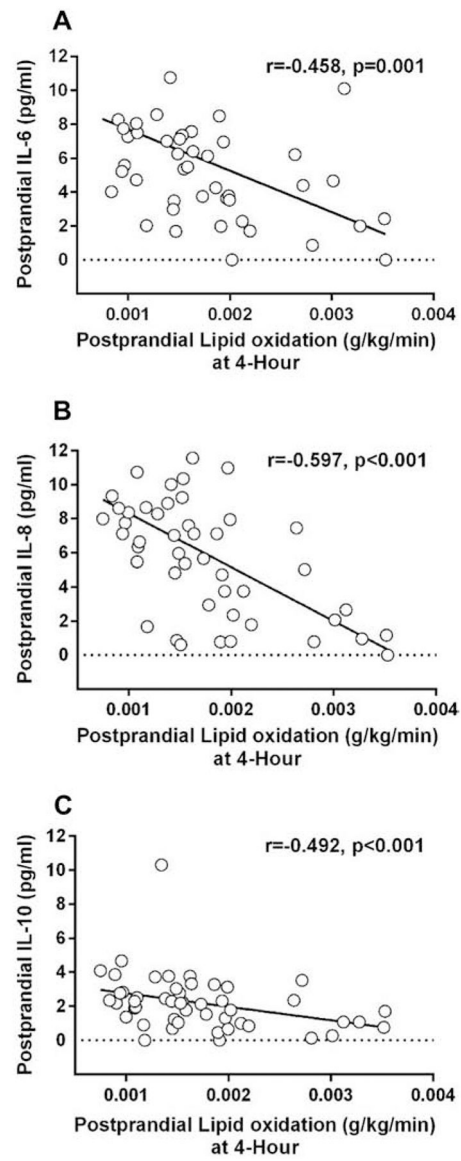 A
r=-0.458, p=0.001
Postprandial IL-6 (pg/ml)
12
10
8
6
4
2
0
0.001 0.002 0.003 0.004
Postprandial Lipid oxidation (g/kg/min)
at 4-Hour
B
r=-0.597, p<0.001
Postprandial IL-8 (pg/ml)
12
10
8
6
4
2
0
0.001 0.002 0.003 0.004
Postprandial Lipid oxidation (g/kg/min)
at 4-Hour
C
r=-0.492, p<0.001
Postprandial IL-10 (pg/ml)
12
10
8
6
4
2
0
0.001 0.002 0.003 0.004
Postprandial Lipid oxidation (g/kg/min)
at 4-Hour